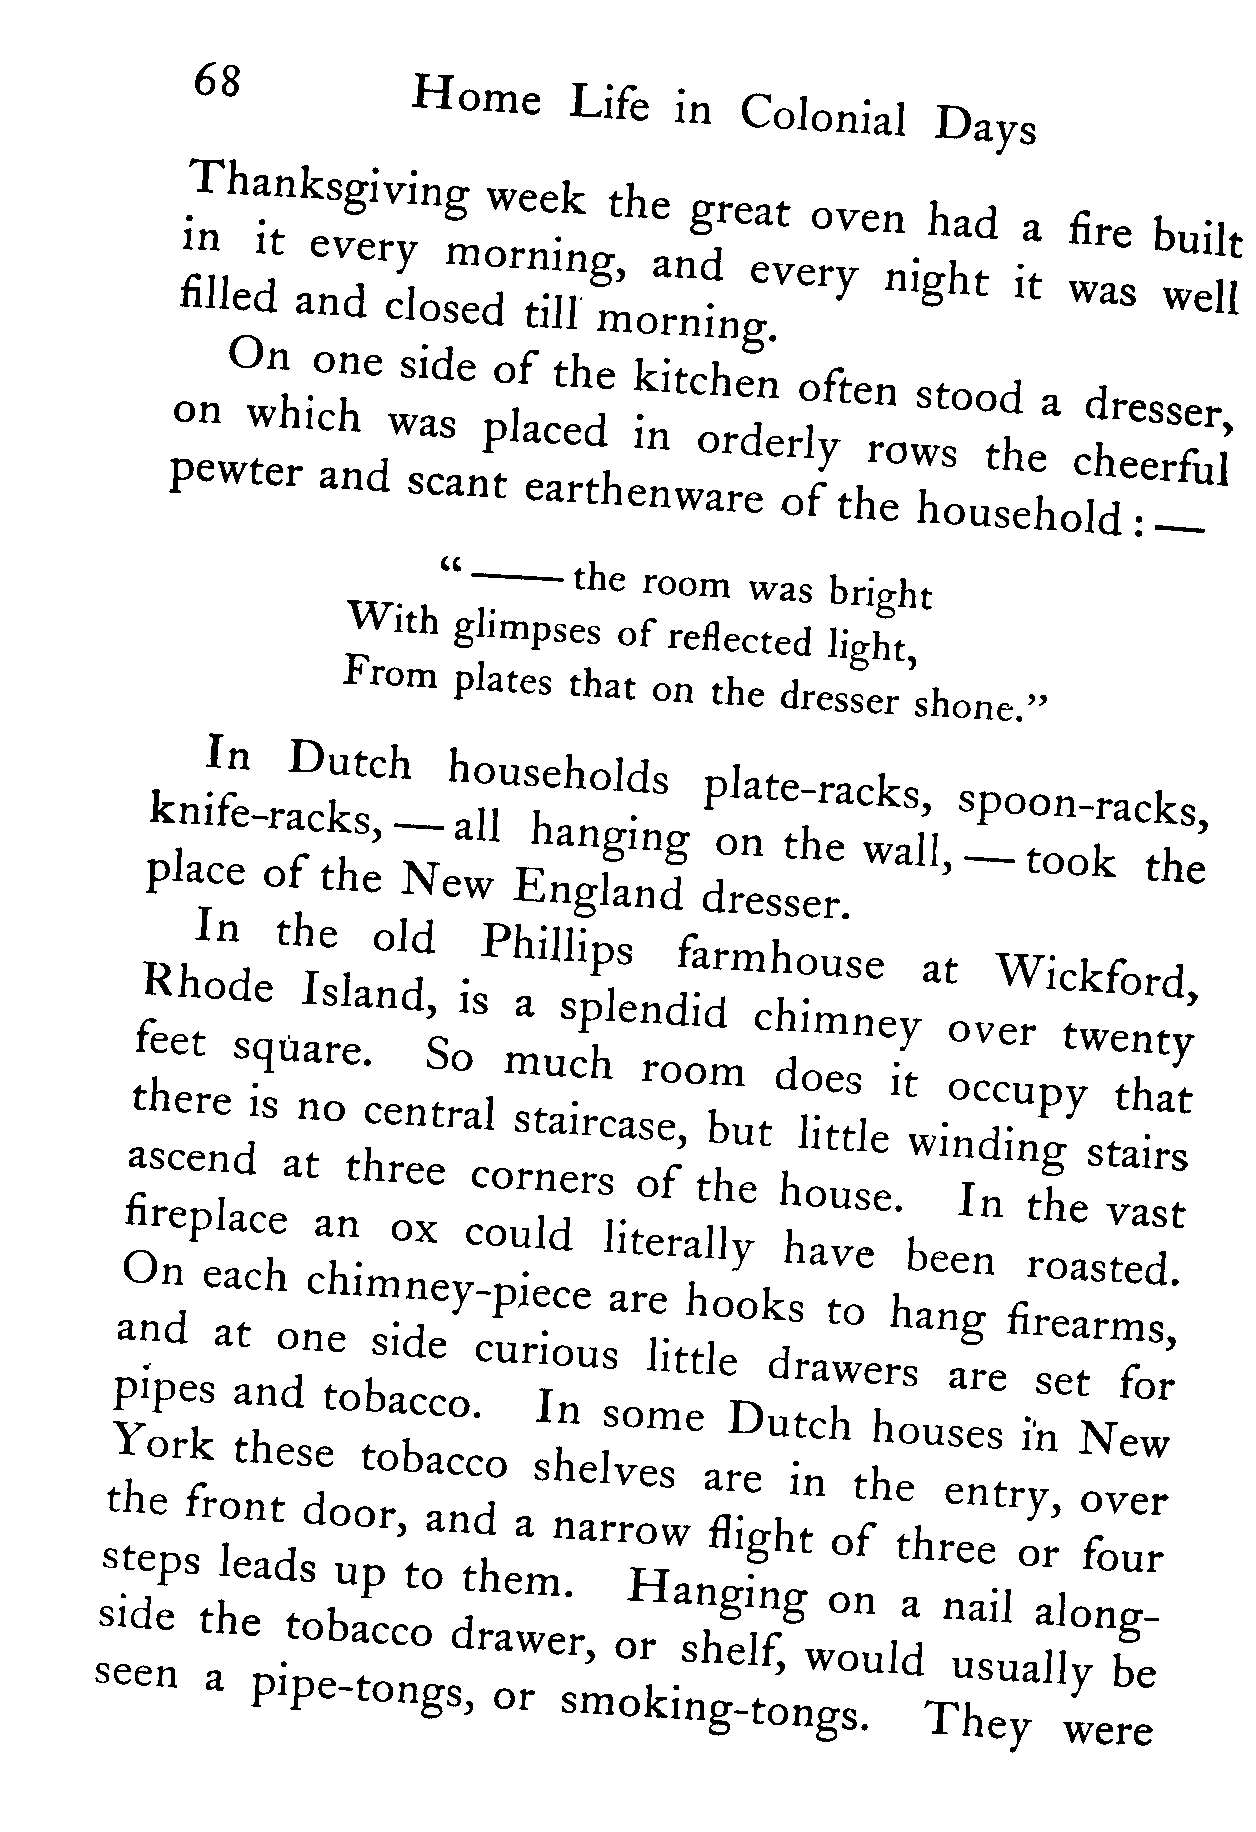 68 Home Life in Colonial Days
Thanksgiving week the great oven had a fire built
in it every morning, and every night it was well
filled and closed till morning.
On one side of the kitchen often stood a dresser,
on which was placed in orderly rows the cheerful
pewter and scant earthenware of the household : —
“ —— the room was bright
With glimpses of reflected light,
From plates that on the dresser shone.”
In Dutch households plate-racks, spoon-racks,
knife-racks, — all hanging on the wall, — took the
place of the New England dresser.
In the old Phillips farmhouse at Wickford,
Rhode Island, is a splendid chimney over twenty
feet square. So much room does it occupy that
there is no central staircase, but little winding stairs
ascend at three corners of the house. In the vast
fireplace an ox could literally have been roasted.
On each chimney-piece are hooks to hang firearms,
and at one side curious little drawers are set for
pipes and tobacco. In some Dutch houses in New
York these tobacco shelves are in the entry, over
the front door, and a narrow flight of three or four
steps leads up to them. Hanging on a nail along-
side the tobacco drawer, or shelf, would usually be
seen a pipe-tongs, or smoking-tongs. They were